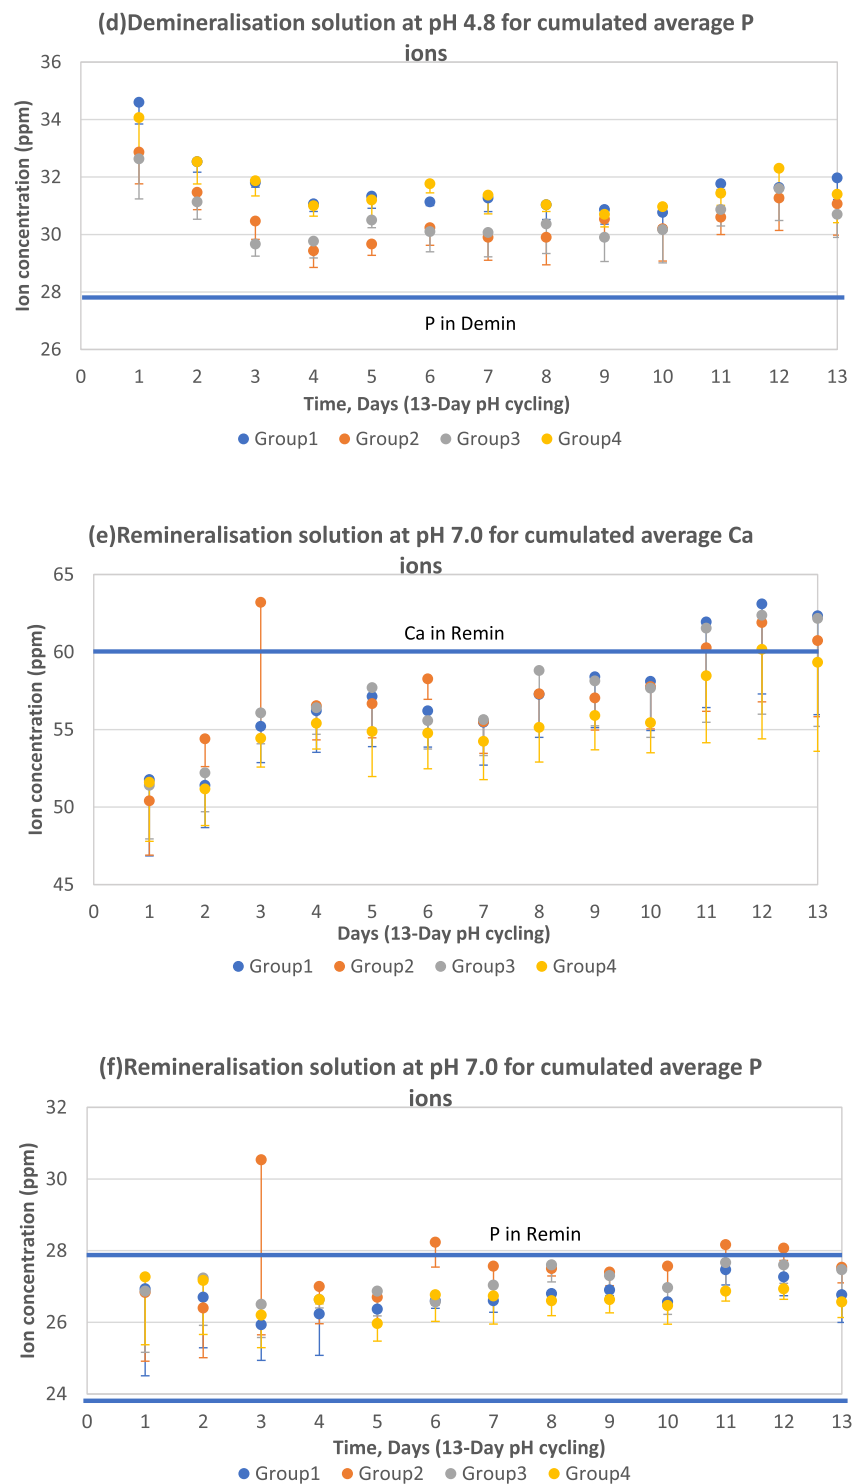 (d)Demineralisation solution at pH 4.8 for cumulated average P
ions
Ion concentration (ppm)
36
34
32
30
28
26
P in Demin
0 1 2 3 4 5 6 7 8 9 10 11 12 13
Time, Days (13-Day pH cycling)
Group1 Group2 Group3 Group4
(e)Remineralisation solution at pH 7.0 for cumulated average Ca
ions
Ion concentration (ppm)
65
60
55
50
45
Ca in Remin
0 1 2 3 4 5 6 7 8 9 10 11 12 13
Days (13-Day pH cycling)
Group1 Group2 Group3 Group4
(f)Remineralisation solution at pH 7.0 for cumulated average P
ions
Ion concentration (ppm)
32
30
28
26
24
P in Remin
0 1 2 3 4 5 6 7 8 9 10 11 12 13
Time, Days (13-Day pH cycling)
Group1 Group2 Group3 Group4